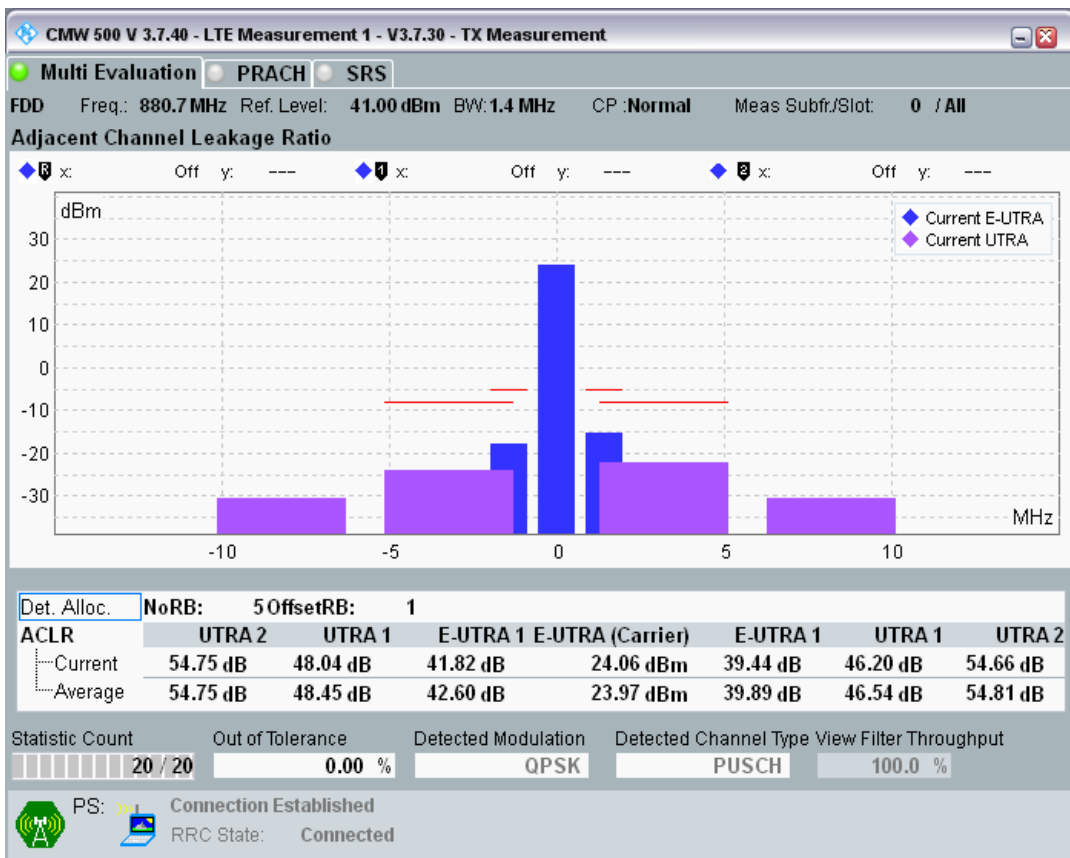 CMW 500 V 3.7.40 - LTE Measurement 1 - V3.7.30 - TX Measurement
Multi Evaluation PRACH SRS
FDD Freq.: 880.7 MHz Ref. Level: 41.00 dBm BW: 1.4 MHz CP :Normal Meas Subfr./Slot: 0 / All
Adjacent Channel Leakage Ratio
R x: Off y: --- 1 x: Off y: --- 2 x: Off y: ---
dBm
Current E-UTRA
Current UTRA
30
20
10
0
-10
-20
-30
MHz
-10 -5 0 5 10
Det. Alloc. NoRB: 5 OffsetRB: 1
ACLR UTRA 2 UTRA 1 E-UTRA 1 E-UTRA (Carrier) E-UTRA 1 UTRA 1 UTRA 2
Current 54.75 dB 48.04 dB 41.82 dB 24.06 dBm 39.44 dB 46.20 dB 54.66 dB
Average 54.75 dB 48.45 dB 42.60 dB 23.97 dBm 39.89 dB 46.54 dB 54.81 dB
Statistic Count Out of Tolerance Detected Modulation Detected Channel Type View Filter Throughput
20 / 20 0.00 % QPSK PUSCH 100.0 %
PS: Connection Established
RRC State: Connected